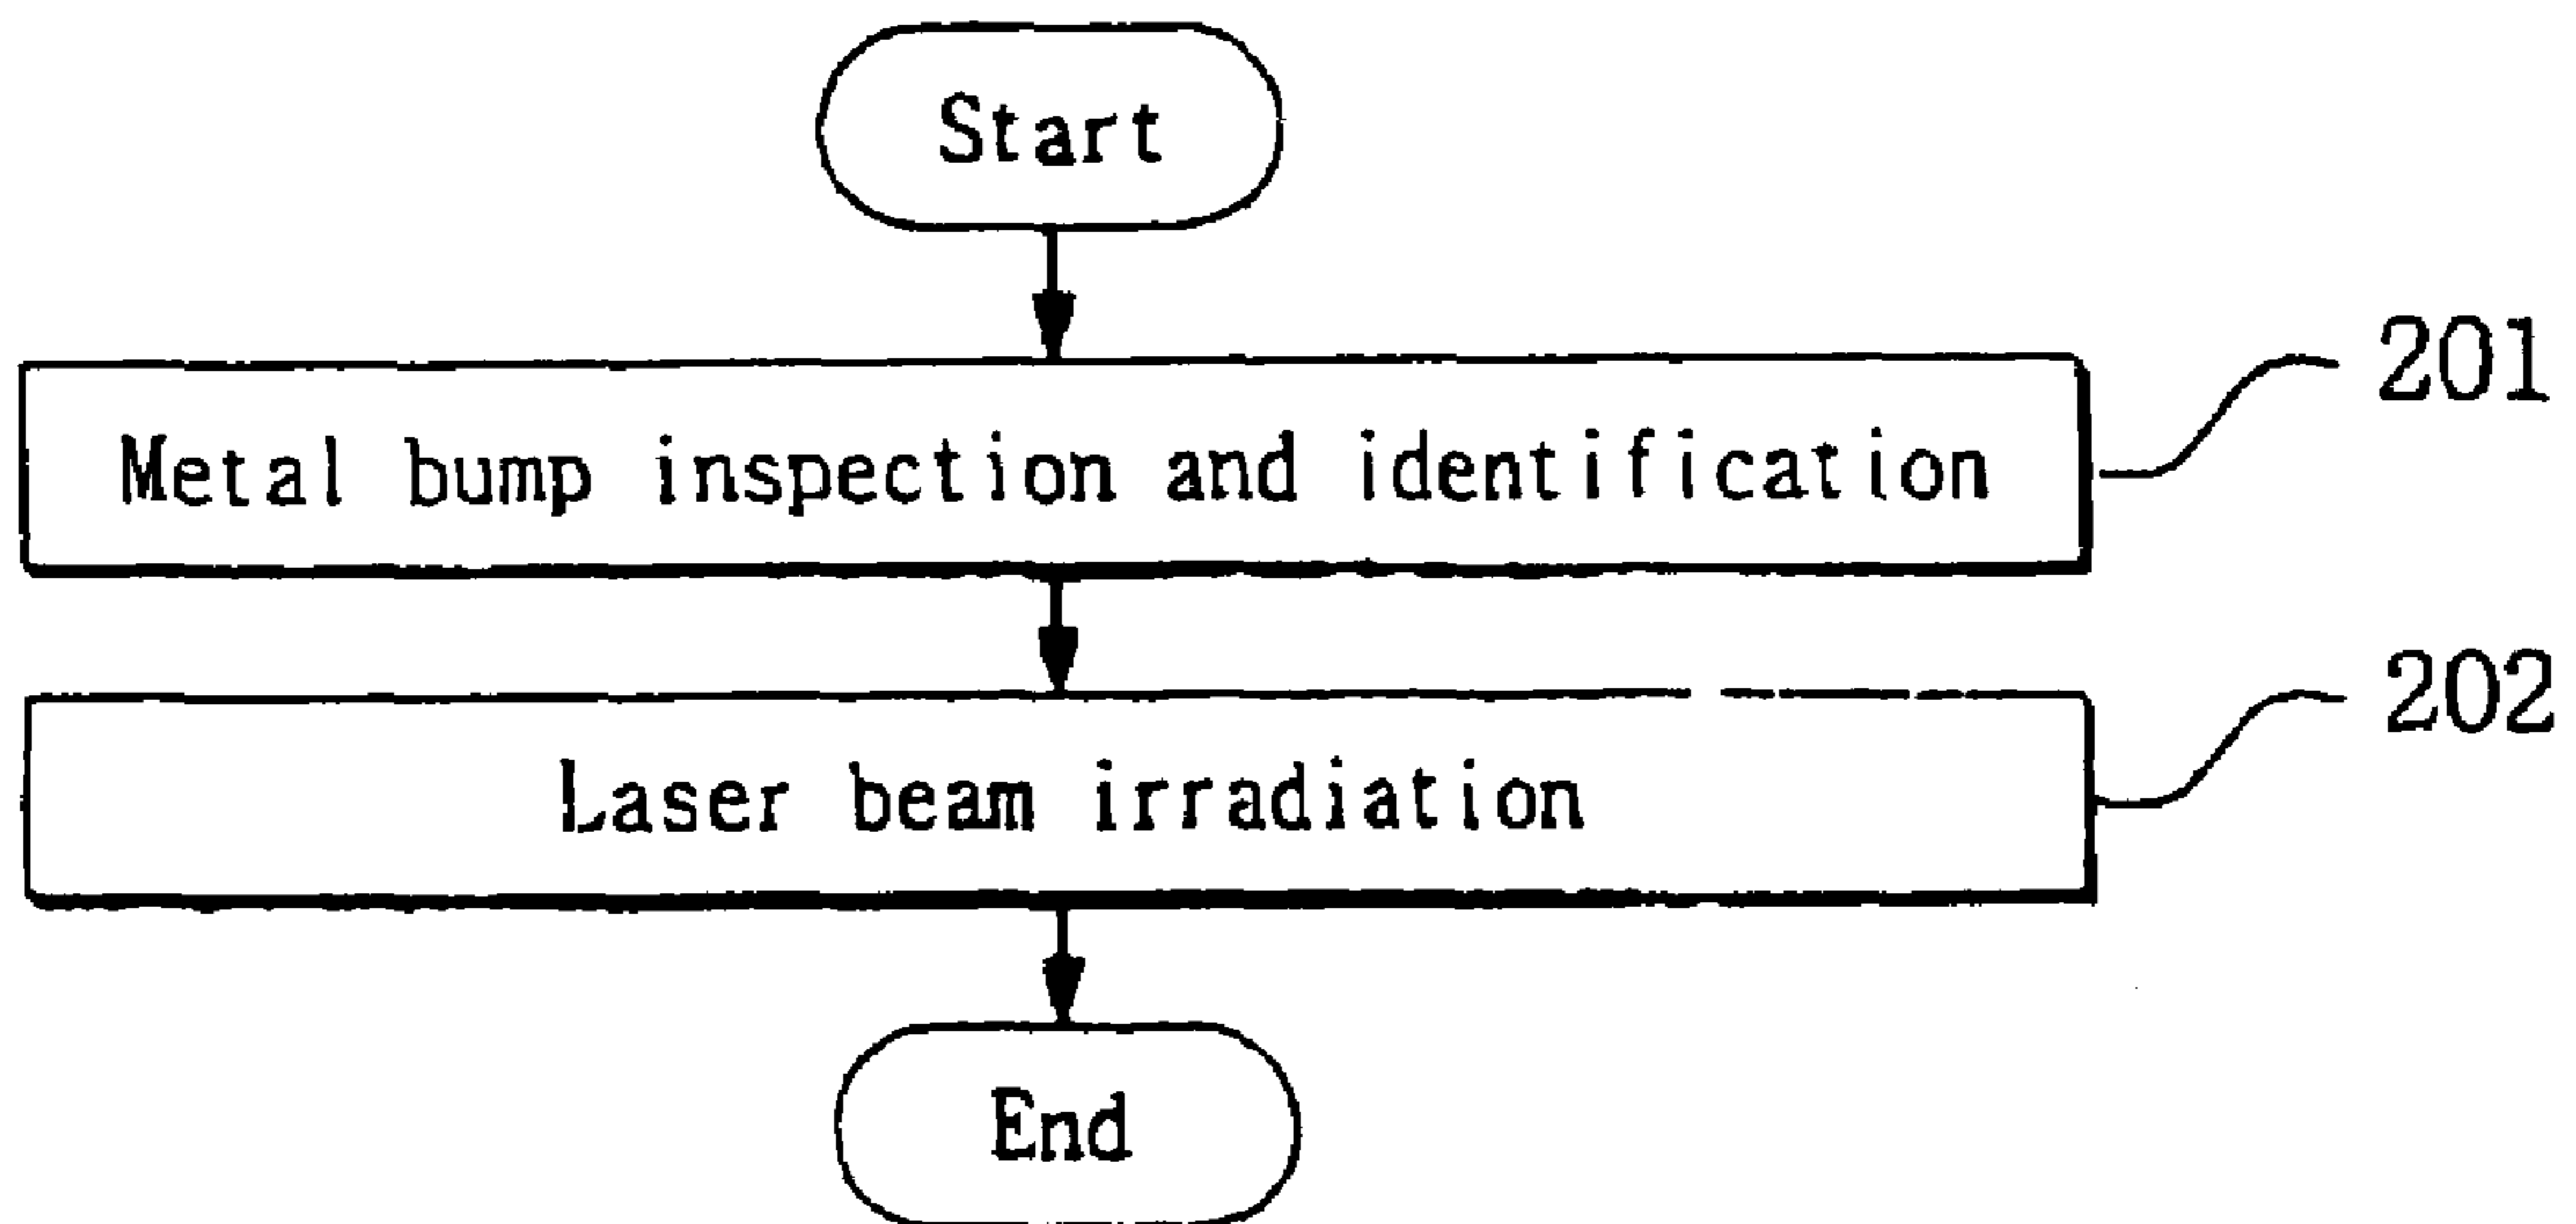 Start
Metal bump inspection and identification
201
Laser beam irradiation
202
End